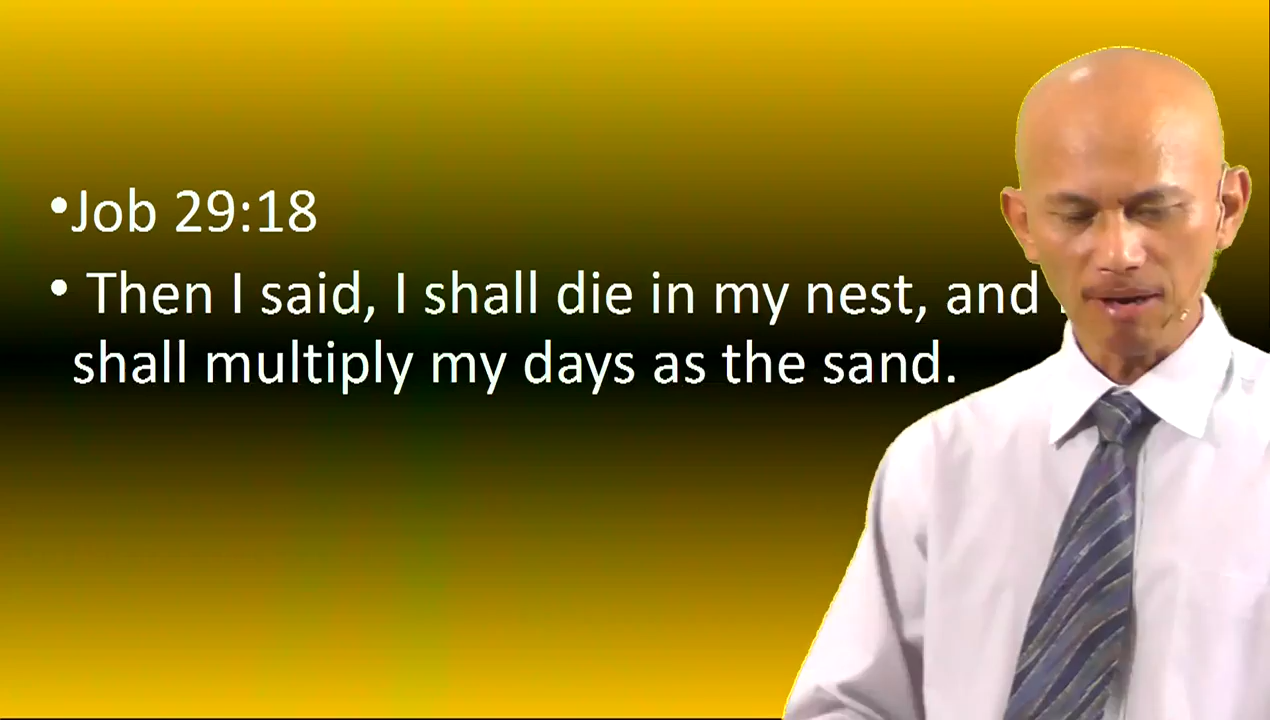 •Job 29:18
• Then I said, I shall die in my nest, and
shall multiply my days as the sand.